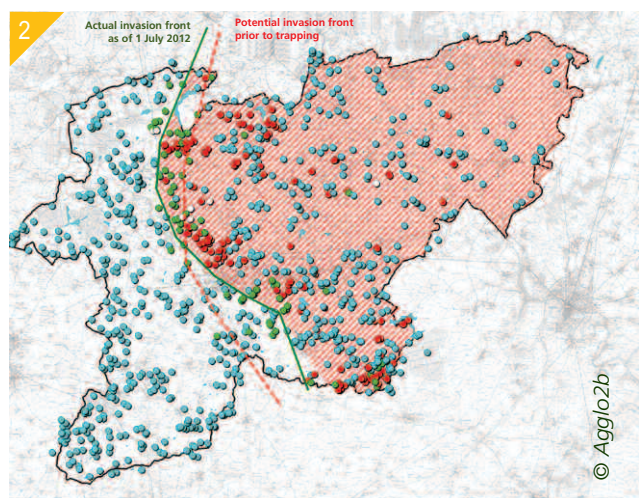 2
Actual invasion front
as of 1 July 2012
Potential invasion front
prior to trapping
© Agglo2b